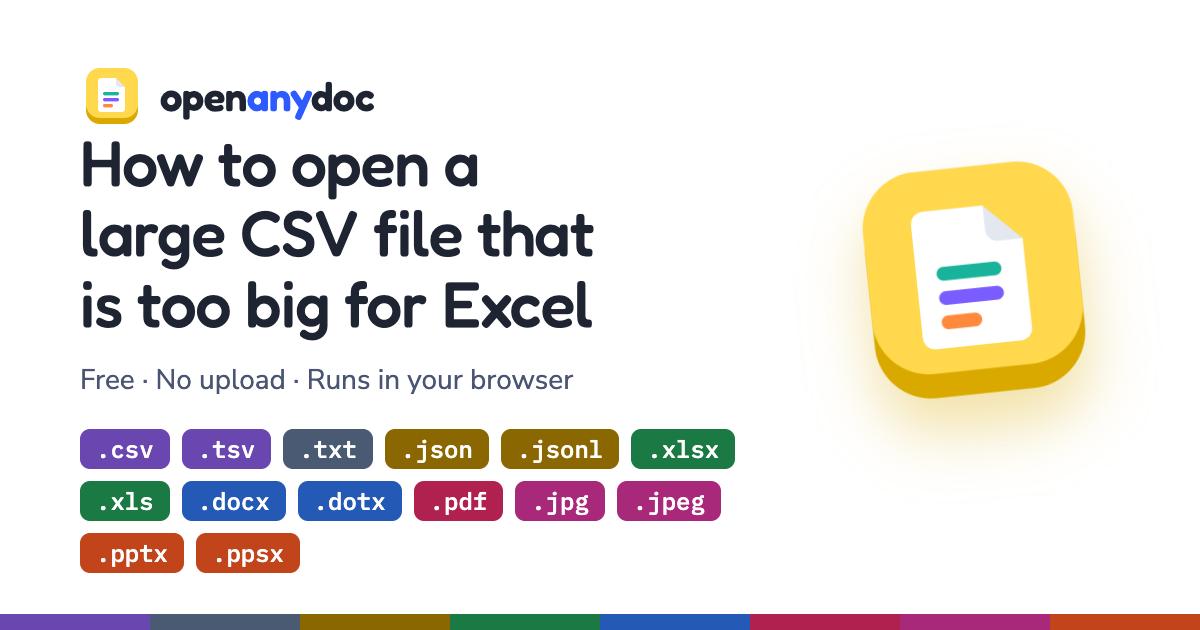 openanydoc
How to open a
large CSV file that
is too big for Excel
Free · No upload · Runs in your browser
.csv .tsv .txt .json .jsonl .xlsx
.xls .docx .dotx .pdf .jpg .jpeg
.pptx .ppsx